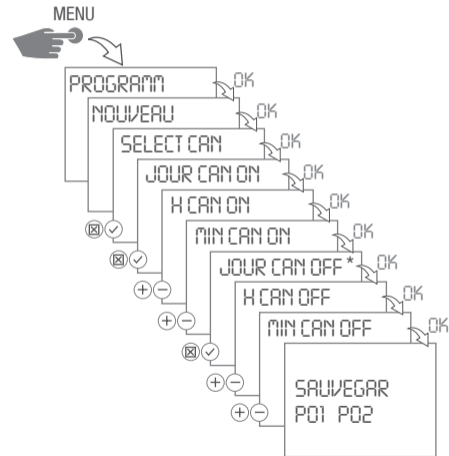 MENU
PROGRAMM
OK
NOUVEAU
OK
SELECT CAN
OK
JOUR CAN ON
OK
H CAN ON
OK
MIN CAN ON
OK
JOUR CAN OFF *
OK
H CAN OFF
OK
MIN CAN OFF
OK
SAUVEGAR
P01 P02